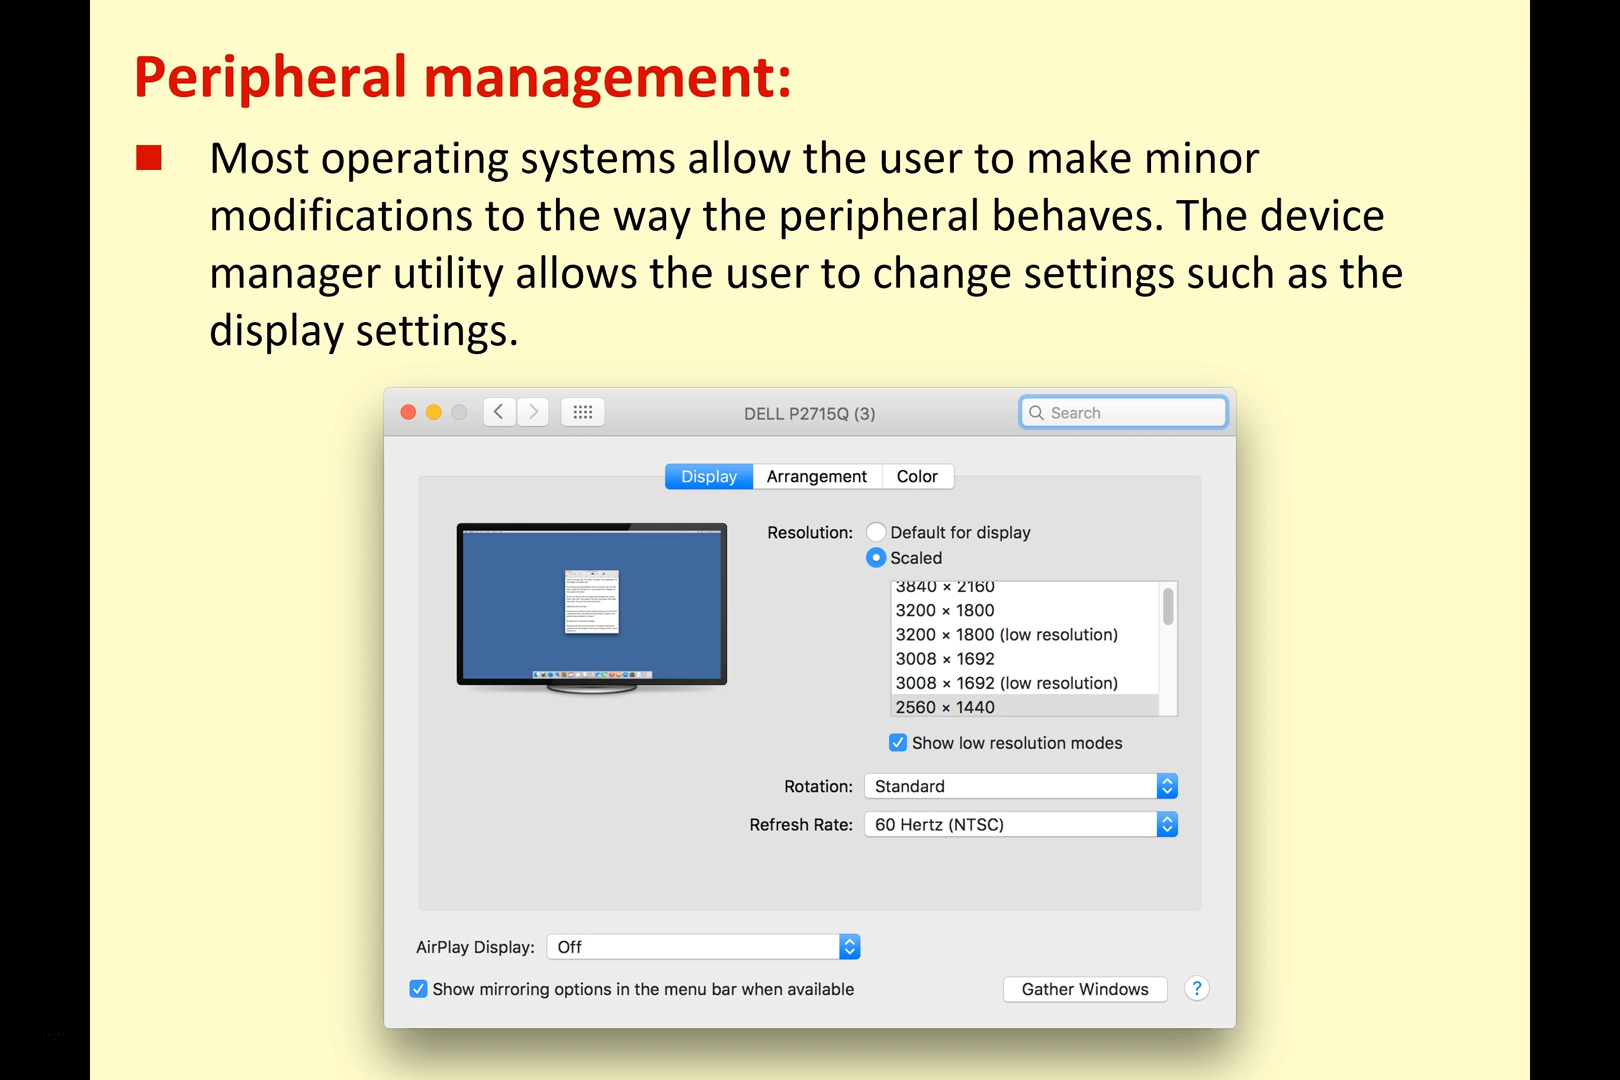 Peripheral management:
Most operating systems allow the user to make minor
modifications to the way the peripheral behaves. The device
manager utility allows the user to change settings such as the
display settings.
DELL P2715Q (3)
Search
Display Arrangement Color
Resolution: Default for display
Scaled
3840 × 2160
3200 × 1800
3200 × 1800 (low resolution)
3008 × 1692
3008 × 1692 (low resolution)
2560 × 1440
Show low resolution modes
Rotation: Standard
Refresh Rate: 60 Hertz (NTSC)
AirPlay Display: Off
Show mirroring options in the menu bar when available
Gather Windows ?